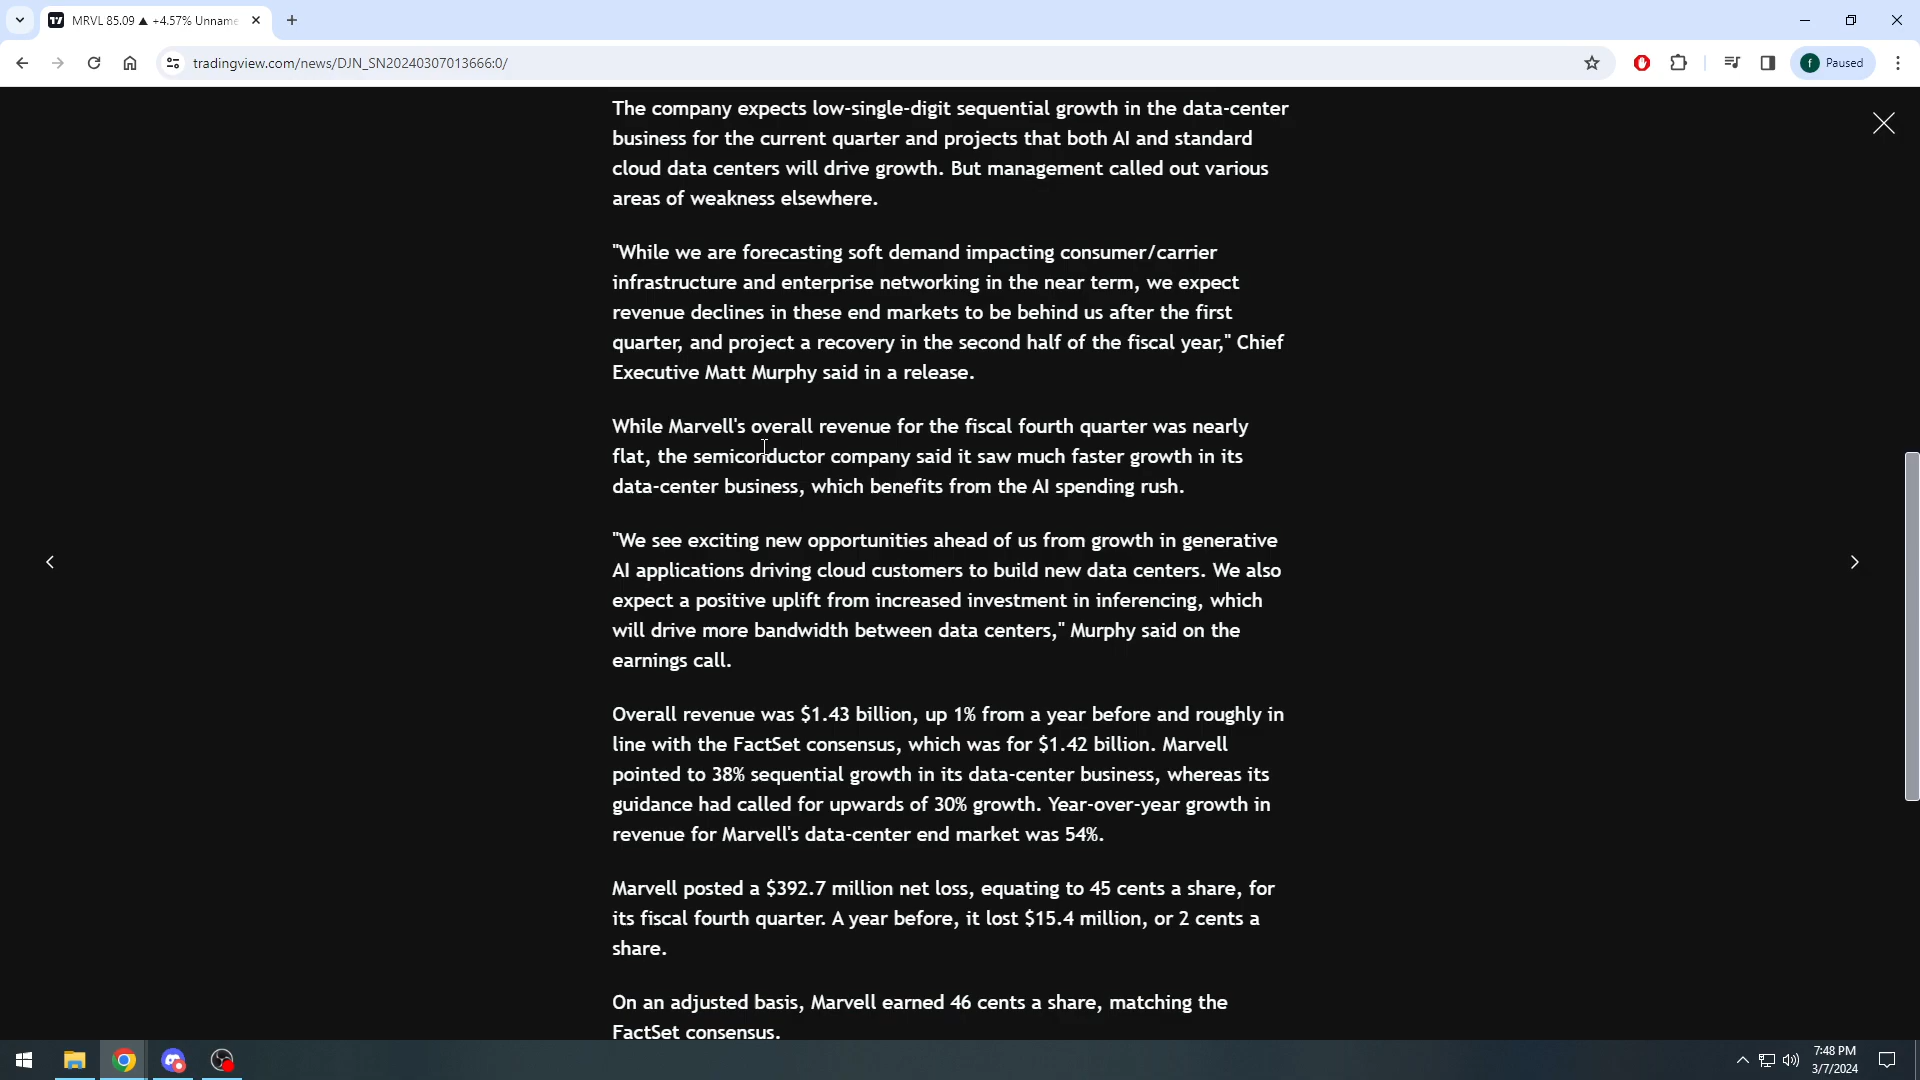 MRVL 85.09 ▲ +4.57% Unname
tradingview.com/news/DJN_SN20240307013666:0/
f Paused
The company expects low-single-digit sequential growth in the data-center
business for the current quarter and projects that both AI and standard
cloud data centers will drive growth. But management called out various
areas of weakness elsewhere.
"While we are forecasting soft demand impacting consumer/carrier
infrastructure and enterprise networking in the near term, we expect
revenue declines in these end markets to be behind us after the first
quarter, and project a recovery in the second half of the fiscal year," Chief
Executive Matt Murphy said in a release.
While Marvell's overall revenue for the fiscal fourth quarter was nearly
flat, the semiconductor company said it saw much faster growth in its
data-center business, which benefits from the AI spending rush.
"We see exciting new opportunities ahead of us from growth in generative
AI applications driving cloud customers to build new data centers. We also
expect a positive uplift from increased investment in inferencing, which
will drive more bandwidth between data centers," Murphy said on the
earnings call.
Overall revenue was $1.43 billion, up 1% from a year before and roughly in
line with the FactSet consensus, which was for $1.42 billion. Marvell
pointed to 38% sequential growth in its data-center business, whereas its
guidance had called for upwards of 30% growth. Year-over-year growth in
revenue for Marvell's data-center end market was 54%.
Marvell posted a $392.7 million net loss, equating to 45 cents a share, for
its fiscal fourth quarter. A year before, it lost $15.4 million, or 2 cents a
share.
On an adjusted basis, Marvell earned 46 cents a share, matching the
FactSet consensus.
7:48 PM
3/7/2024